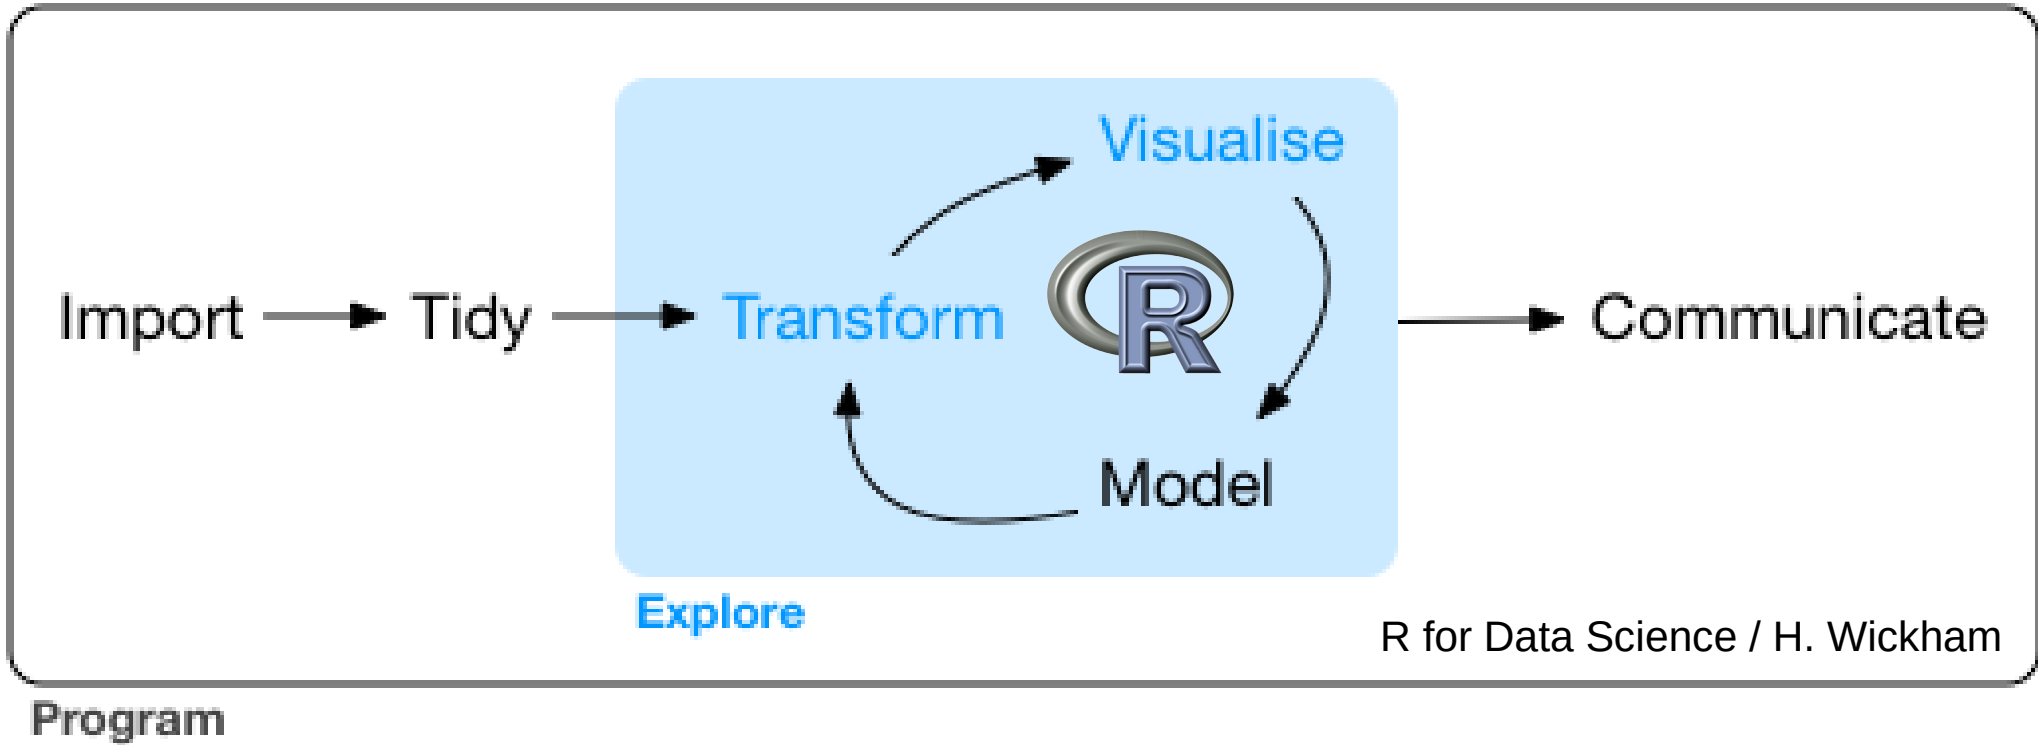 Visualise
Import
Tidy
Transform
R
Communicate
Model
Explore
R for Data Science / H. Wickham
Program